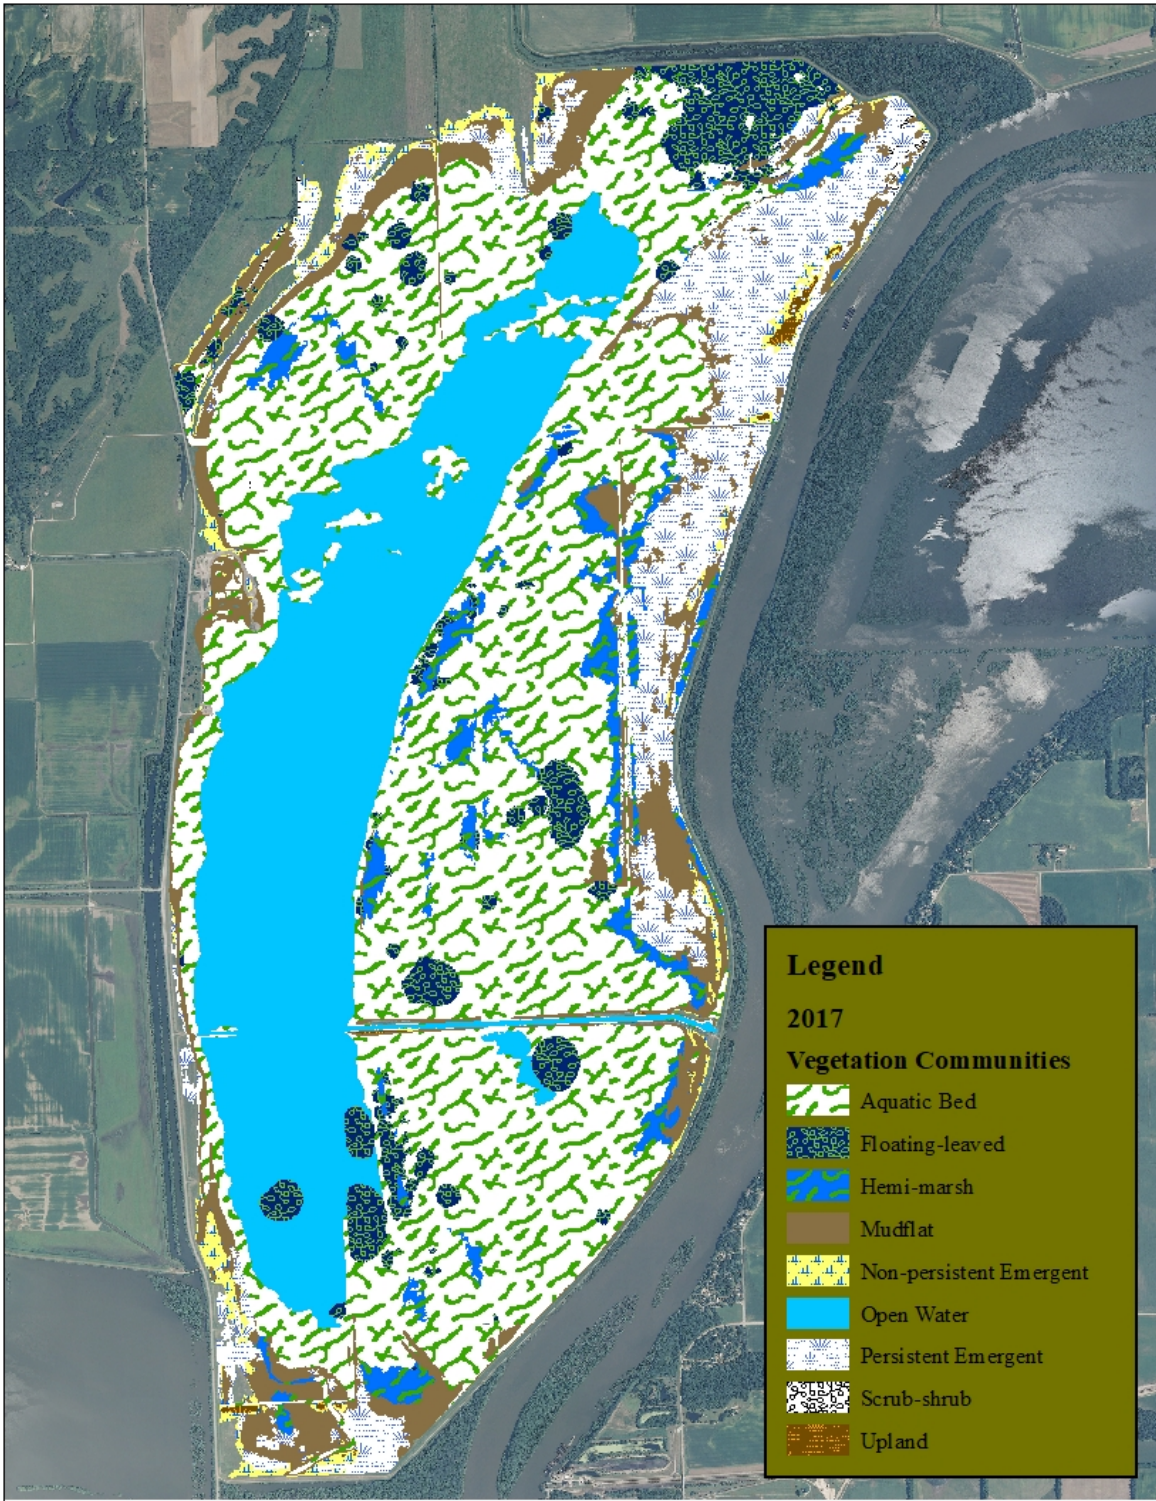 Legend
2017
Vegetation Communities
Aquatic Bed
Floating-leaved
Hemi-marsh
Mudflat
Non-persistent Emergent
Open Water
Persistent Emergent
Scrub-shrub
Upland